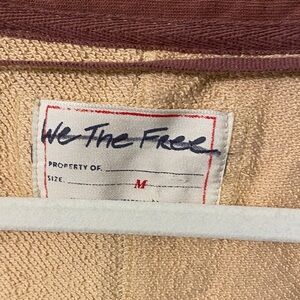 We The Free
PROPERTY OF.
SIZE. M